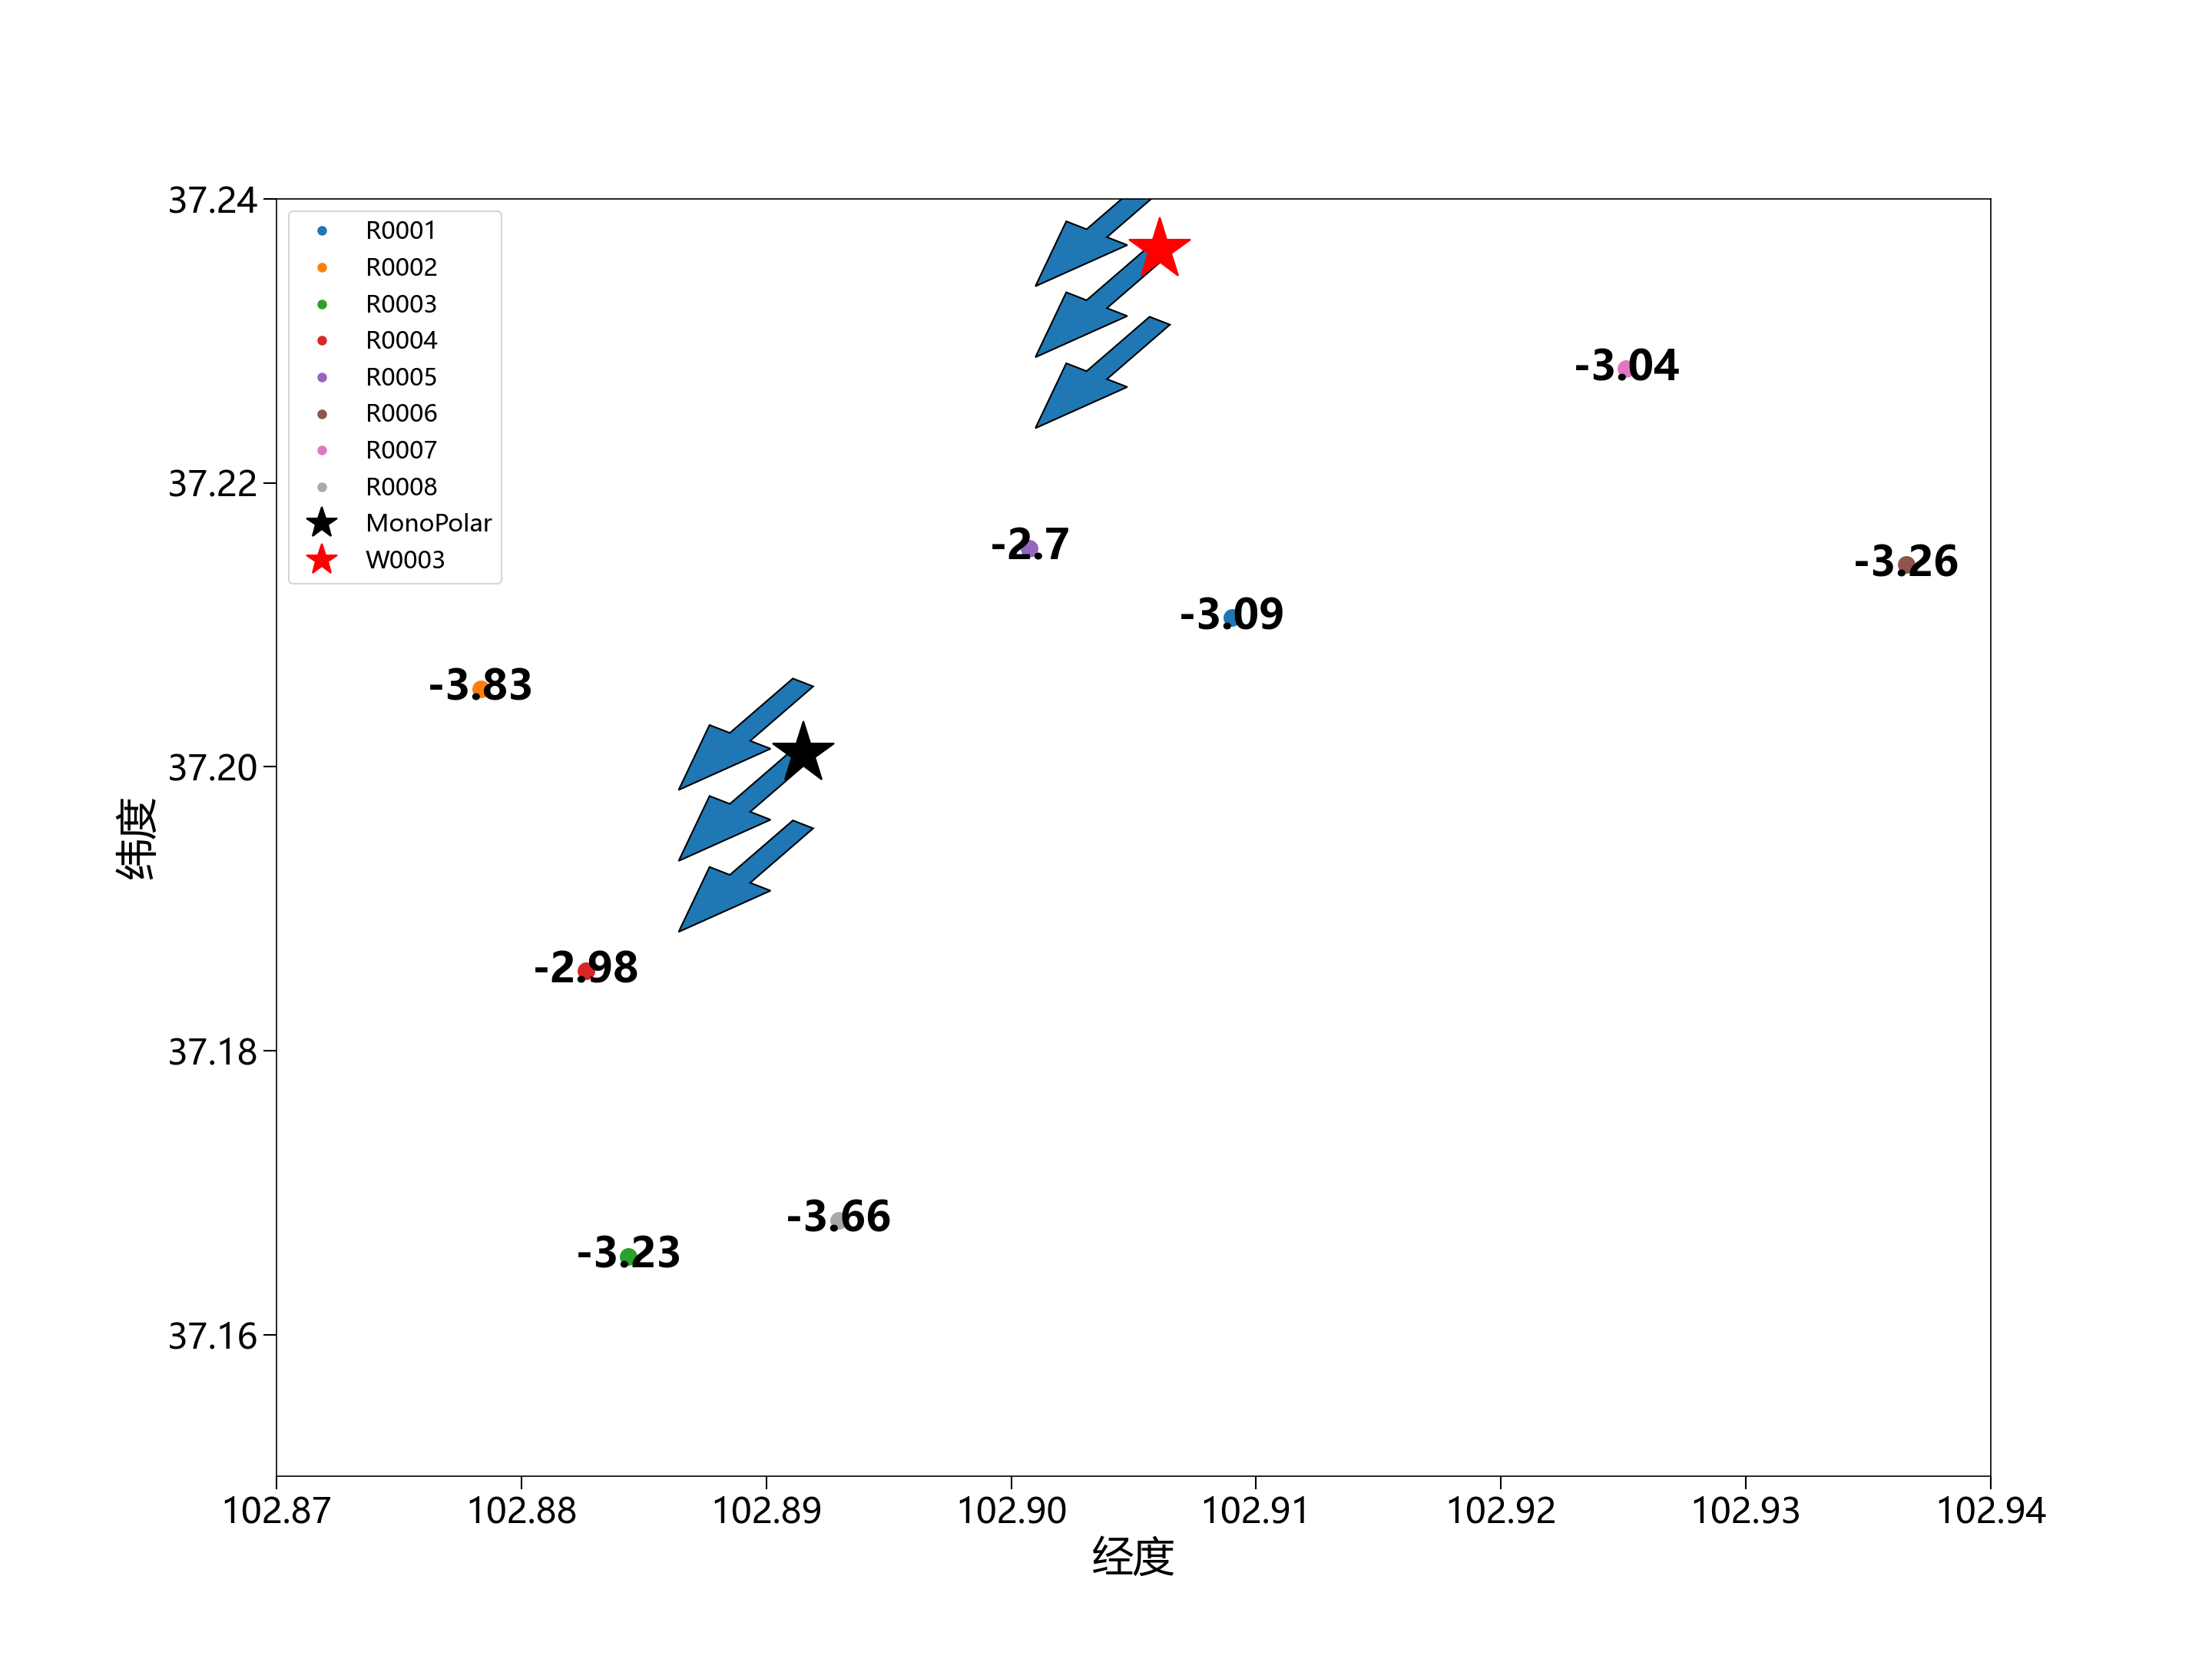 37.24
R0001
R0002
R0003
R0004
R0005
R0006
R0007
R0008
MonoPolar
W0003
-3.04
37.22
-2.7
-3.26
-3.09
-3.83
37.20
纬度
-2.98
37.18
-3.66
-3.23
37.16
102.87 102.88 102.89 102.90 102.91 102.92 102.93 102.94
经度